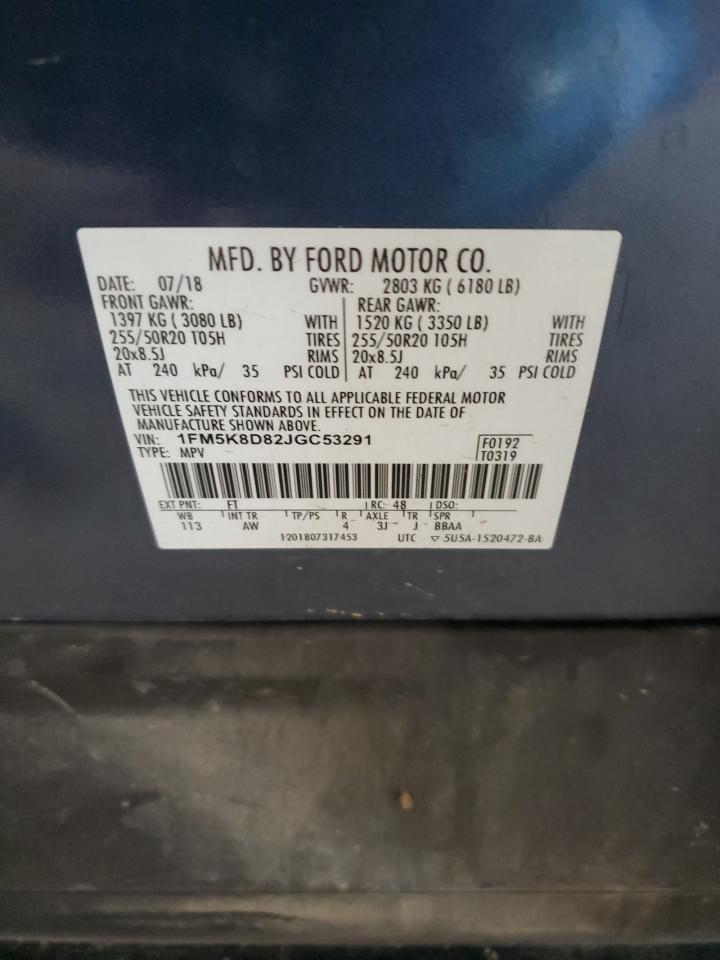 MFD. BY FORD MOTOR CO.
DATE: 07/18 GVWR: 2803 KG ( 6180 LB)
FRONT GAWR: REAR GAWR:
1397 KG ( 3080 LB) WITH 1520 KG ( 3350 LB) WITH
255/50R20 105H TIRES 255/50R20 105H TIRES
20x8.5J RIMS 20x8.5J RIMS
AT 240 kPa/ 35 PSI COLD AT 240 kPa/ 35 PSI COLD
THIS VEHICLE CONFORMS TO ALL APPLICABLE FEDERAL MOTOR
VEHICLE SAFETY STANDARDS IN EFFECT ON THE DATE OF
MANUFACTURE SHOWN ABOVE.
VIN: 1FM5K8D82JGC53291 F0192
TYPE: MPV T0319
EXT PNT: FT RC: 48 DSO:
WB INT TR TP/PS R AXLE TR SPR
113 AW 4 3J J BBAA
1201807317453 UTC ▽ 5U5A-1520472-BA